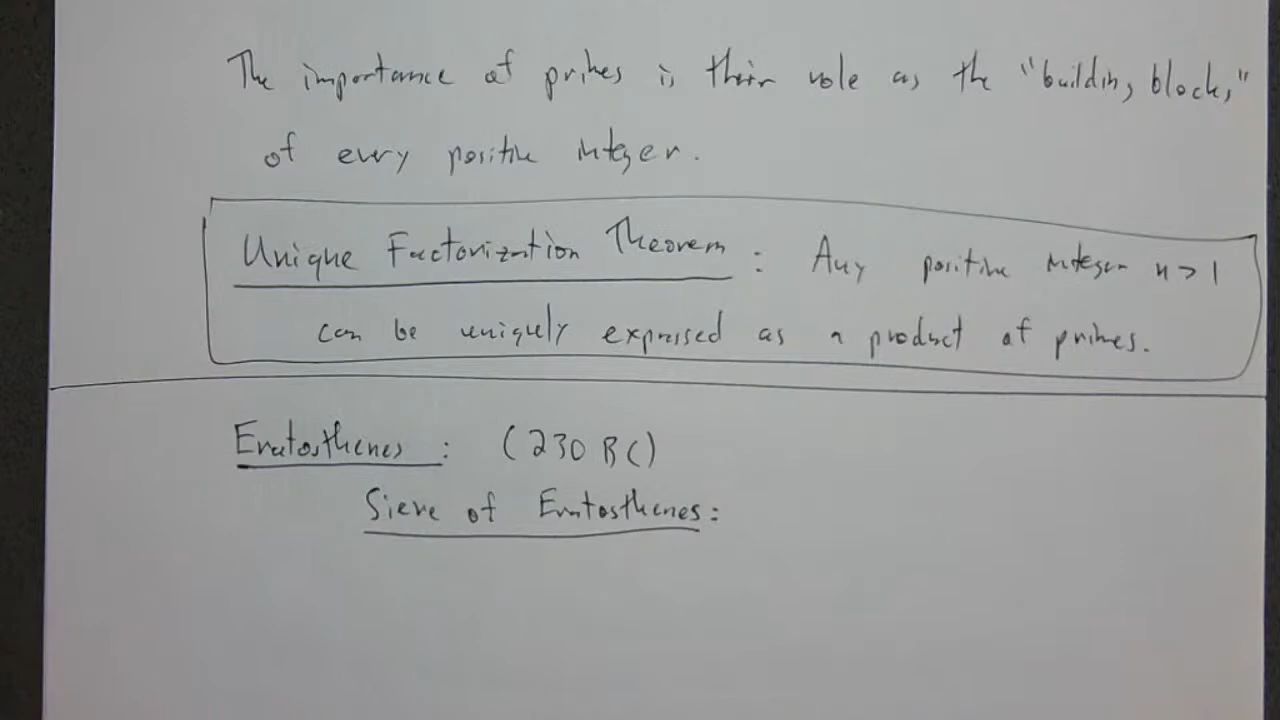 The importance of primes is their role as the "building blocks"
of every positive integer.
Unique Factorization Theorem : Any positive integer n > 1
can be uniquely expressed as a product of primes.
Eratosthenes : (230 BC)
Sieve of Eratosthenes :